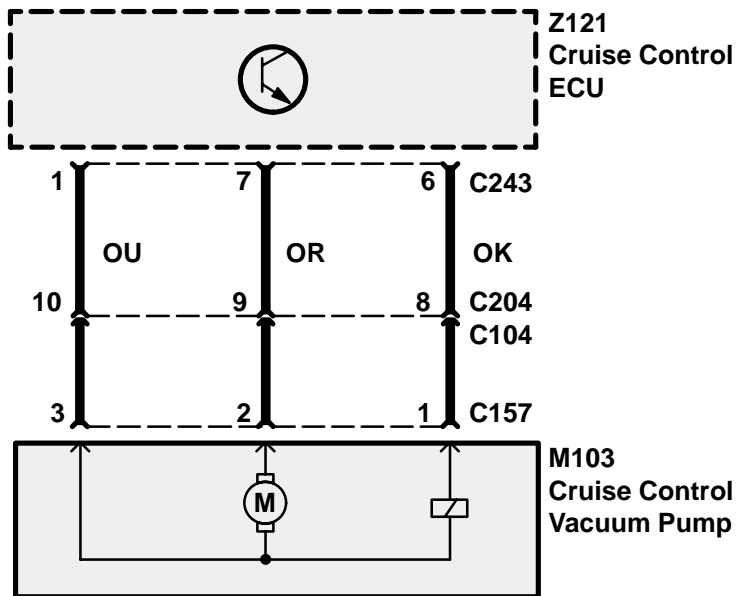 Z121
Cruise Control
ECU
1 7 6 C243
OU OR OK
10 9 8 C204
C104
3 2 1 C157
M103
Cruise Control
Vacuum Pump
M